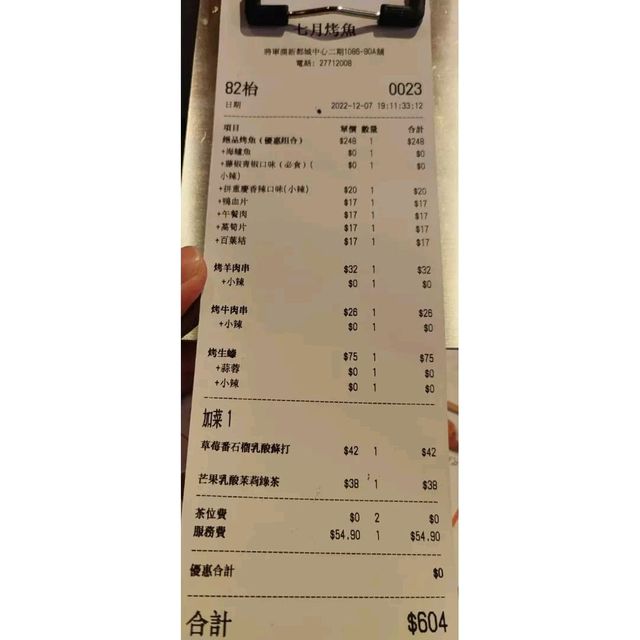 七月烤魚
將軍澳新都城中心二期1086-90A舖
電話: 27712008
82枱 0023
日期 2022-12-07 19:11:33:12
項目 單價 數量 合計
極品烤魚（優惠組合） $248 1 $248
+海鱸魚 $0 1 $0
+藤椒青椒口味（必食）( $0 1 $0
小辣）
+拼重慶香辣口味(小辣) $20 1 $20
+鴨血片 $17 1 $17
+午餐肉 $17 1 $17
+萵筍片 $17 1 $17
+百葉結 $17 1 $17
烤羊肉串 $32 1 $32
+小辣 $0 1 $0
烤牛肉串 $26 1 $26
+小辣 $0 1 $0
烤生蠔 $75 1 $75
+蒜蓉 $0 1 $0
+小辣 $0 1 $0
加菜 1
草莓番石榴乳酸蘇打 $42 1 $42
芒果乳酸茉莉綠茶 $38 1 $38
茶位費 $0 2 $0
服務費 $54.90 1 $54.90
優惠合計 $0
合計 $604